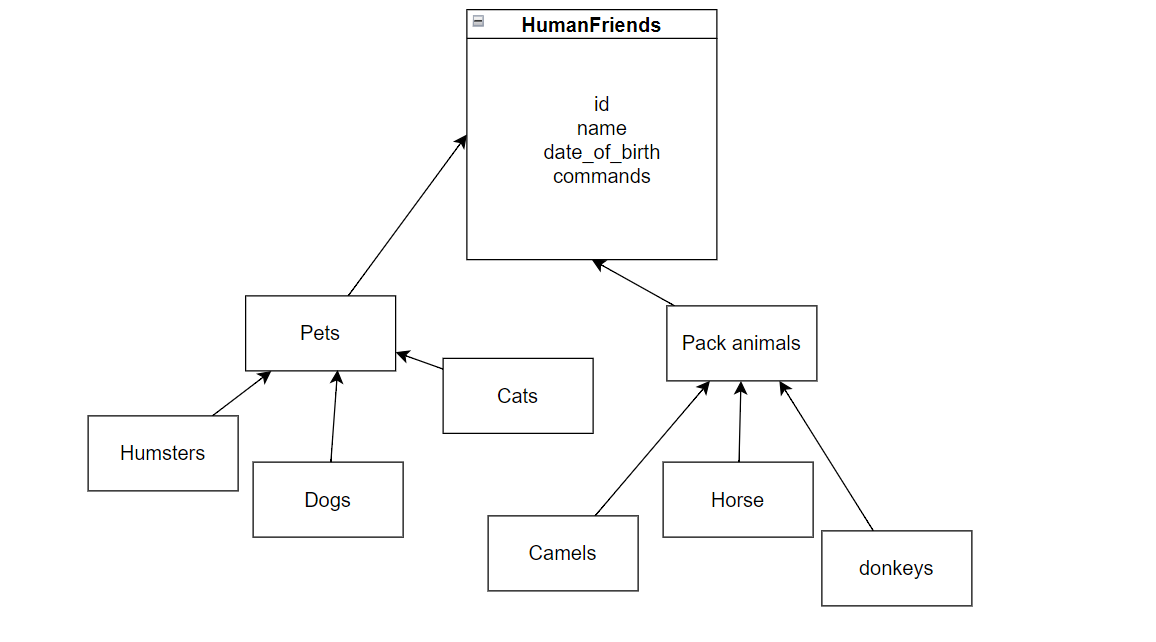 HumanFriends
id
name
date_of_birth
commands
Pets
Pack animals
Cats
Humsters
Dogs
Horse
Camels
donkeys